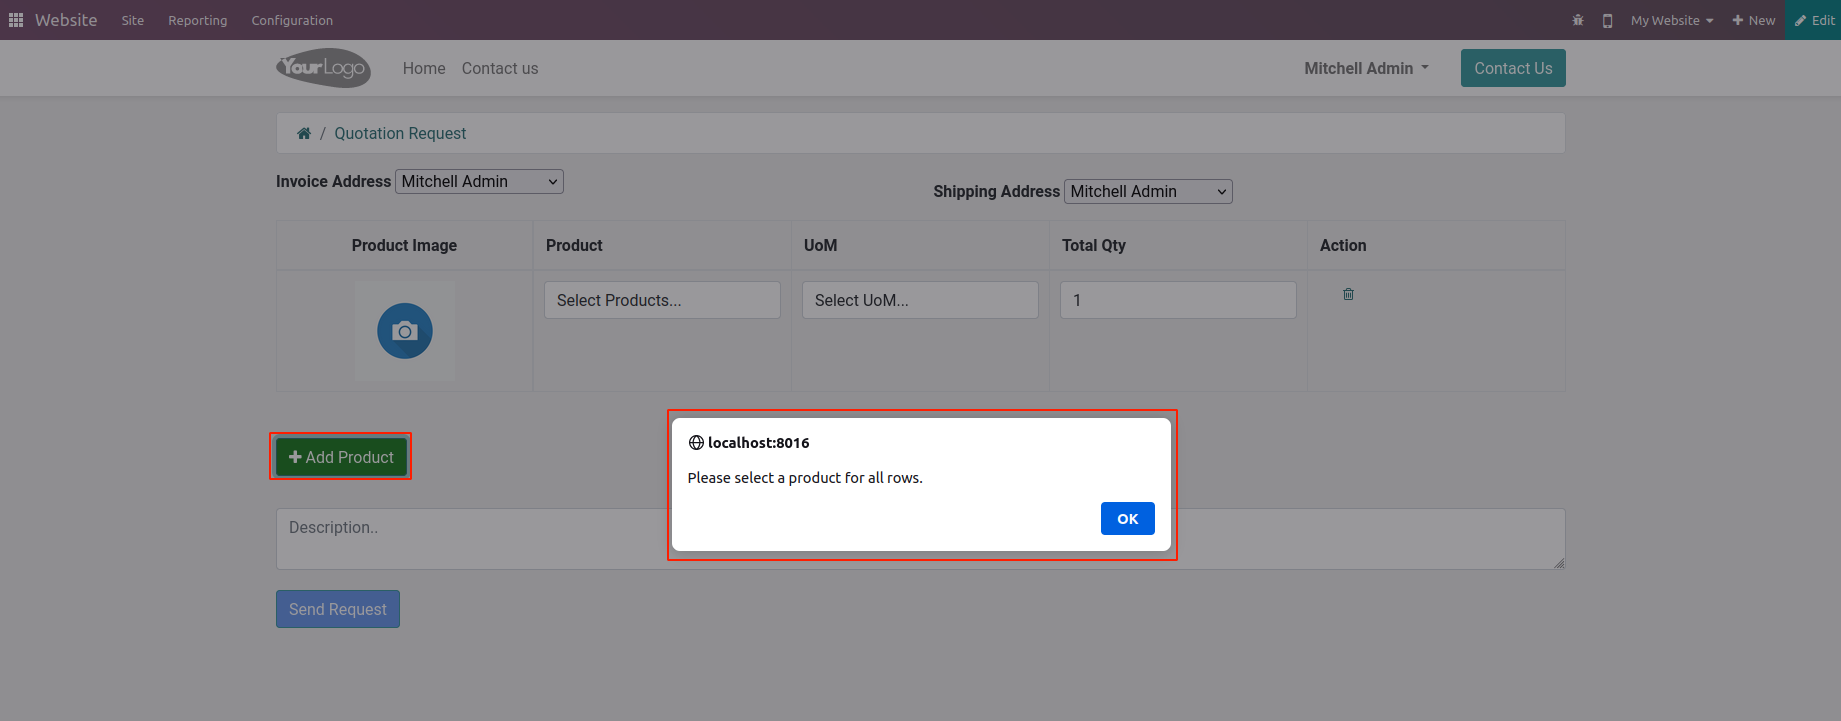 Website Site Reporting Configuration My Website New Edit
YourLogo Home Contact us Mitchell Admin Contact Us
/ Quotation Request
Invoice Address Mitchell Admin
Shipping Address Mitchell Admin
Product Image Product UoM Total Qty Action
Select Products... Select UoM... 1
localhost:8016
Add Product
Please select a product for all rows.
OK
Description..
Send Request